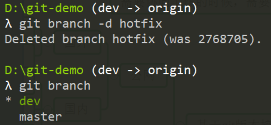 D:\git-demo (dev -> origin)
λ git branch -d hotfix
Deleted branch hotfix (was 2768705).
D:\git-demo (dev -> origin)
λ git branch
* dev
master